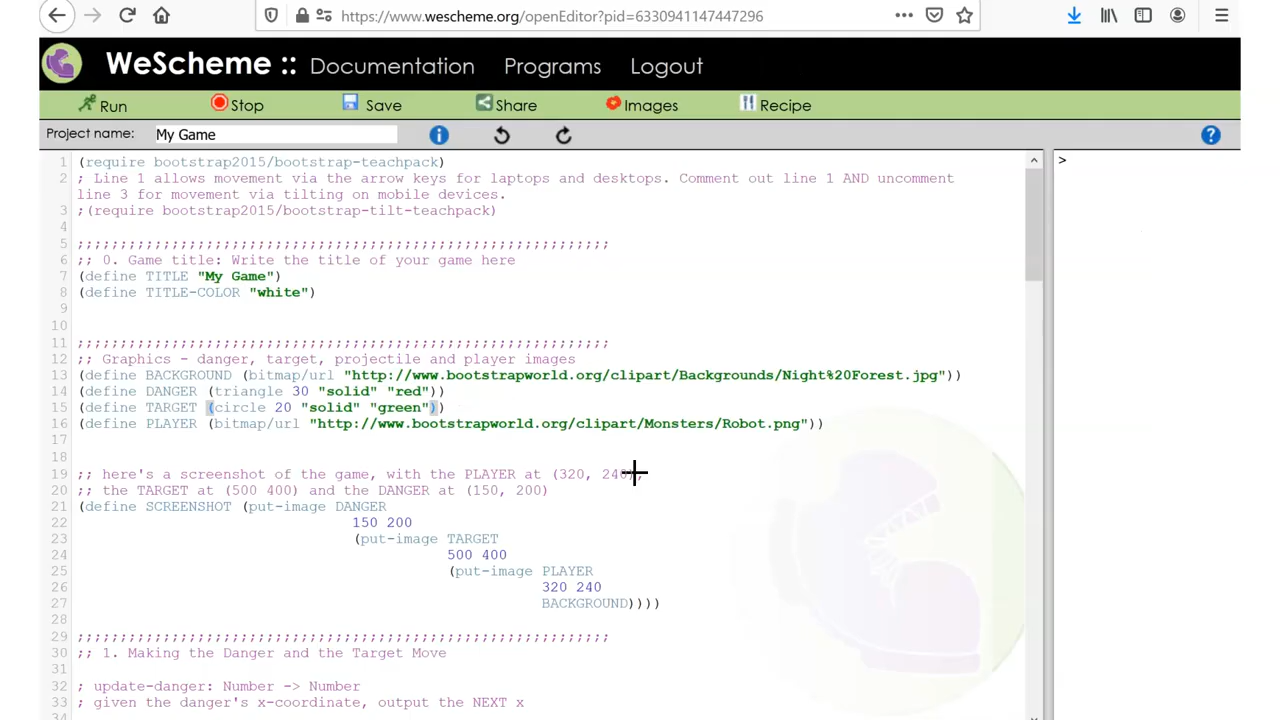 https://www.wescheme.org/openEditor?pid=6330941147447296
WeScheme :: Documentation Programs Logout
Run Stop Save Share Images Recipe
Project name: My Game
1 (require bootstrap2015/bootstrap-teachpack)
2 ; Line 1 allows movement via the arrow keys for laptops and desktops. Comment out line 1 AND uncomment
line 3 for movement via tilting on mobile devices.
3 ;(require bootstrap2015/bootstrap-tilt-teachpack)
4
5 ;;;;;;;;;;;;;;;;;;;;;;;;;;;;;;;;;;;;;;;;;;;;;;;;;;;;;;;;;;;;;;
6 ;; 0. Game title: Write the title of your game here
7 (define TITLE "My Game")
8 (define TITLE-COLOR "white")
9
10
11 ;;;;;;;;;;;;;;;;;;;;;;;;;;;;;;;;;;;;;;;;;;;;;;;;;;;;;;;;;;;;;;
12 ;; Graphics - danger, target, projectile and player images
13 (define BACKGROUND (bitmap/url "http://www.bootstrapworld.org/clipart/Backgrounds/Night%20Forest.jpg"))
14 (define DANGER (triangle 30 "solid" "red"))
15 (define TARGET (circle 20 "solid" "green"))
16 (define PLAYER (bitmap/url "http://www.bootstrapworld.org/clipart/Monsters/Robot.png"))
17
18
19 ;; here's a screenshot of the game, with the PLAYER at (320, 240),
20 ;; the TARGET at (500 400) and the DANGER at (150, 200)
21 (define SCREENSHOT (put-image DANGER
22 150 200
23 (put-image TARGET
24 500 400
25 (put-image PLAYER
26 320 240
27 BACKGROUND))))
28
29 ;;;;;;;;;;;;;;;;;;;;;;;;;;;;;;;;;;;;;;;;;;;;;;;;;;;;;;;;;;;;;;
30 ;; 1. Making the Danger and the Target Move
31
32 ; update-danger: Number -> Number
33 ; given the danger's x-coordinate, output the NEXT x
34
>